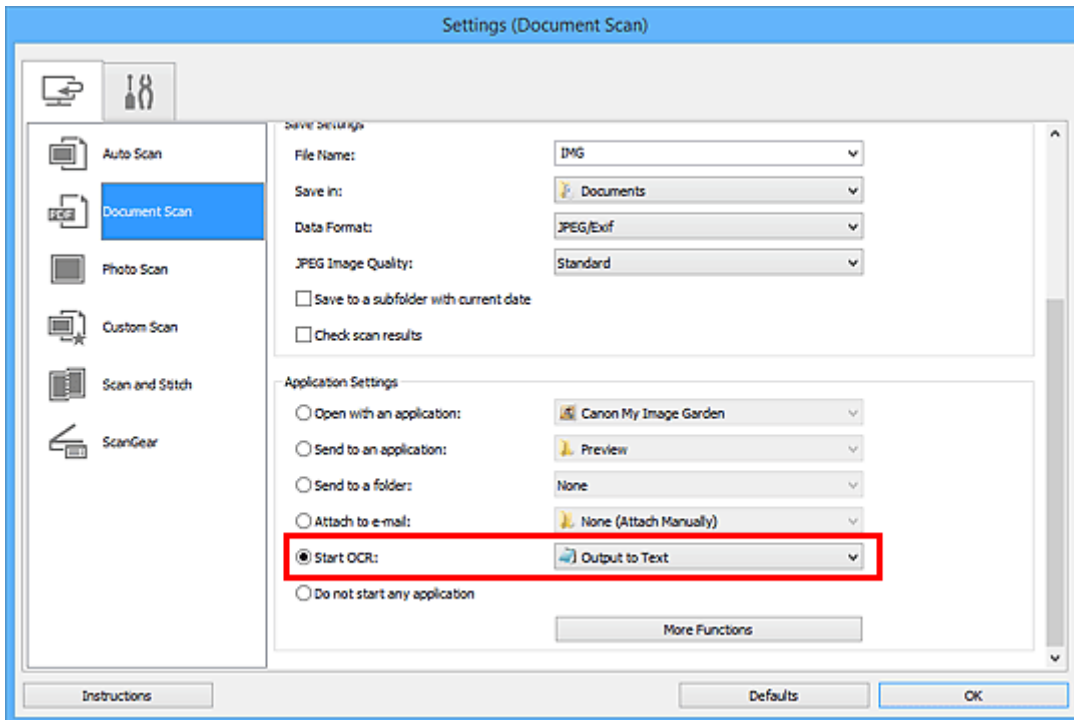 Settings (Document Scan)
Save Settings
Auto Scan
Document Scan
Photo Scan
Custom Scan
Scan and Stitch
ScanGear
File Name: IMG
Save in: Documents
Data Format: JPEG/Exif
JPEG Image Quality: Standard
Save to a subfolder with current date
Check scan results
Application Settings
Open with an application: Canon My Image Garden
Send to an application: Preview
Send to a folder: None
Attach to e-mail: None (Attach Manually)
Start OCR: Output to Text
Do not start any application
More Functions
Instructions
Defaults
OK